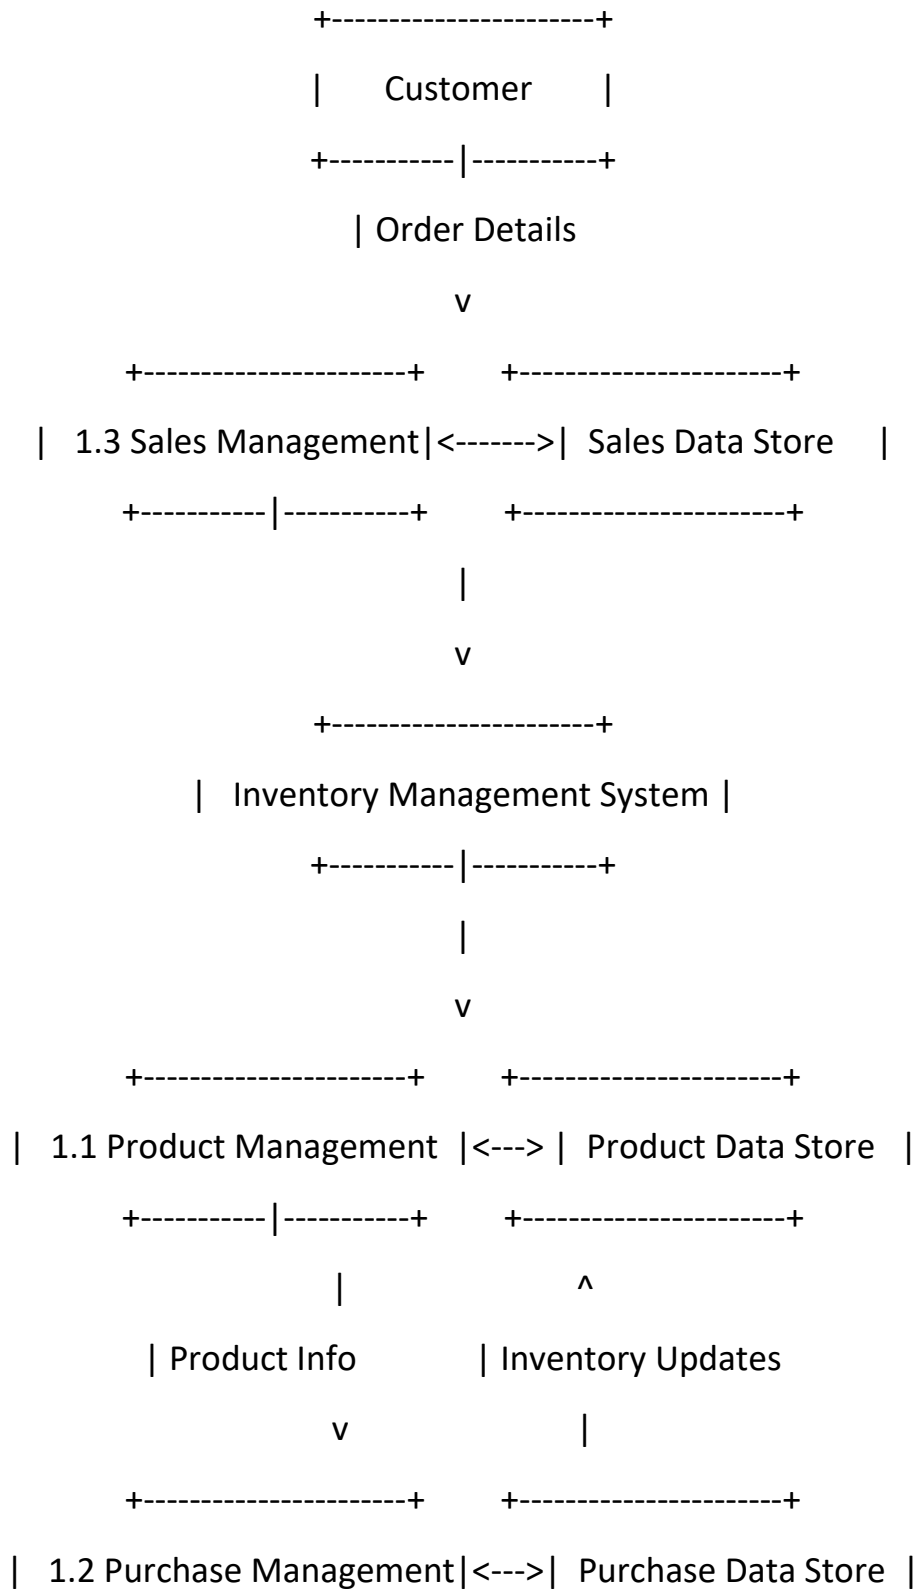 +-----------------------+
| Customer |
+-----------|-----------+
| Order Details
v
+-----------------------+ +-----------------------+
| 1.3 Sales Management|<------->| Sales Data Store |
+-----------|-----------+ +-----------------------+
|
v
+-----------------------+
| Inventory Management System |
+-----------|-----------+
|
v
+-----------------------+ +-----------------------+
| 1.1 Product Management |<---> | Product Data Store |
+-----------|-----------+ +-----------------------+
| ^
| Product Info | Inventory Updates
v |
+-----------------------+ +-----------------------+
| 1.2 Purchase Management|<--->| Purchase Data Store |